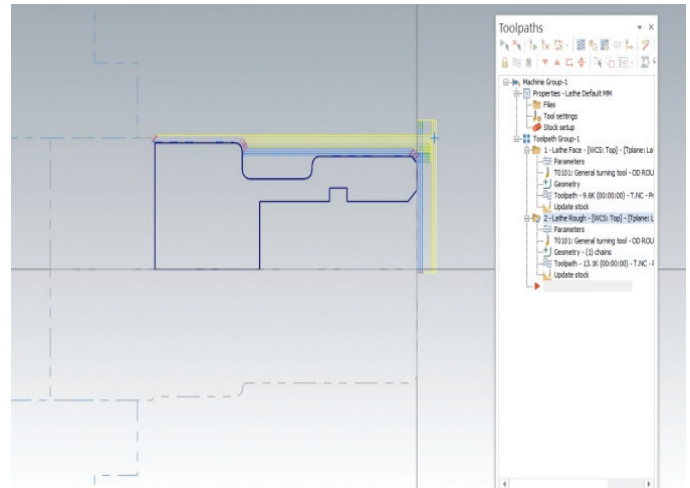 Toolpaths
Machine Group-1
Properties - Lathe Default MM
Files
Tool settings
Stock setup
Toolpath Group-1
1 - Lathe Face - [WCS: Top] - [Tplane: La
Parameters
T0101: General turning tool - OD ROU
Geometry
Toolpath - 9.6K (00:00:00) - T.NC - Pr
Update stock
2 - Lathe Rough - [WCS: Top] - [Tplane: L
Parameters
T0101: General turning tool - OD ROU
Geometry - (1) chains
Toolpath - 13.1K (00:00:00) - T.NC -
Update stock